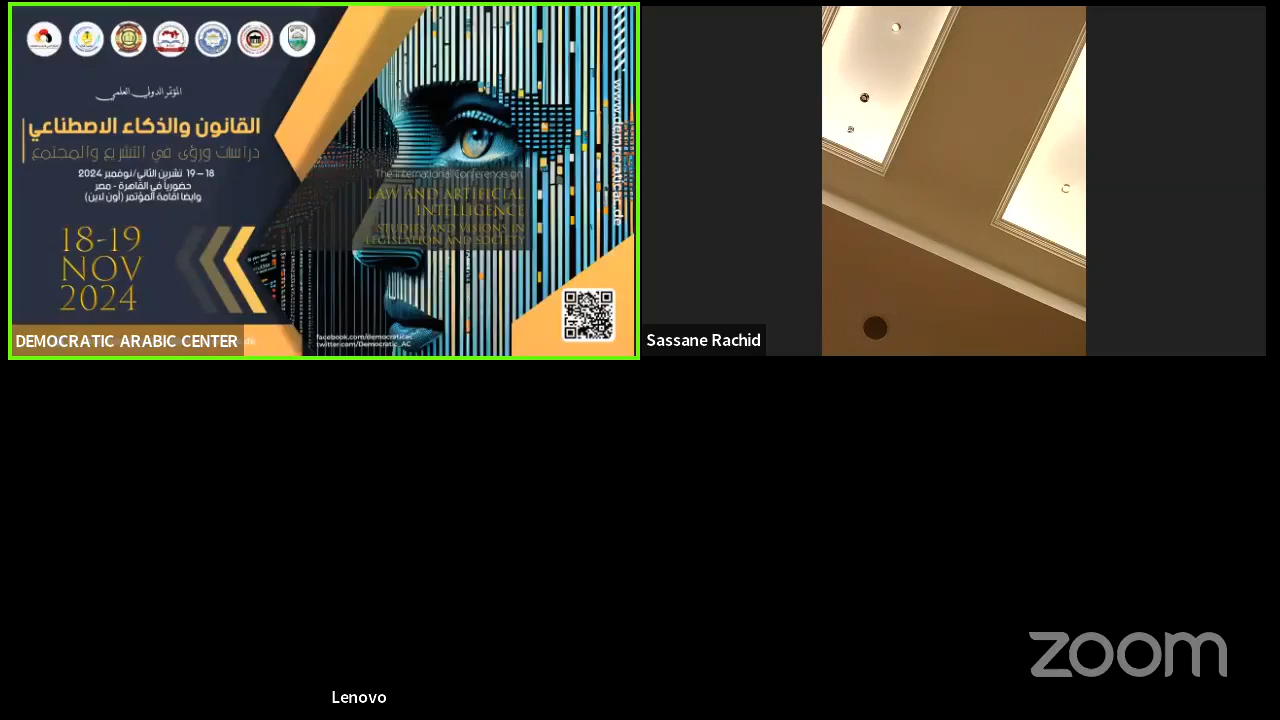 المؤتمر الدولي العلمي
القانون والذكاء الاصطناعي
دراسات ورؤى في التشريع والمجتمع
18 – 19 تشرين الثاني/نوفمبر 2024
حضورياً في القاهرة - مصر
وايضا اقامة المؤتمر (أون لاين)
18-19
NOV
2024
The International Conference on
LAW AND ARTIFICIAL
INTELLIGENCE
STUDIES AND VISIONS IN
LEGISLATION AND SOCIETY
www.democraticac.de
facebook.com/democraticac
twitter.com/Democratic_AC
DEMOCRATIC ARABIC CENTER
Sassane Rachid
Lenovo
zoom